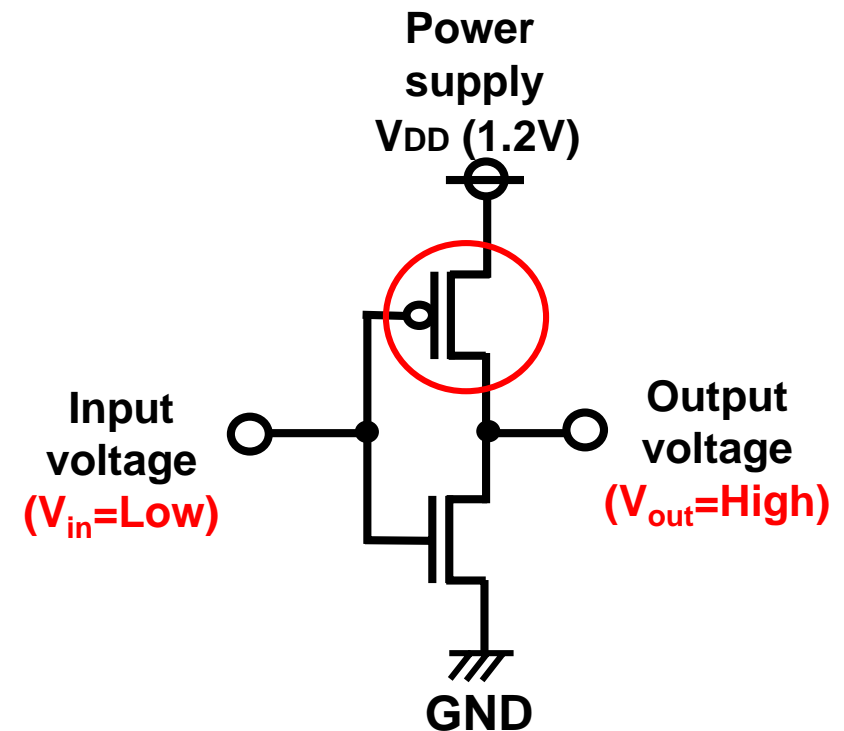 Power
supply
VDD (1.2V)
Input
voltage
(Vin=Low)
Output
voltage
(Vout=High)
GND